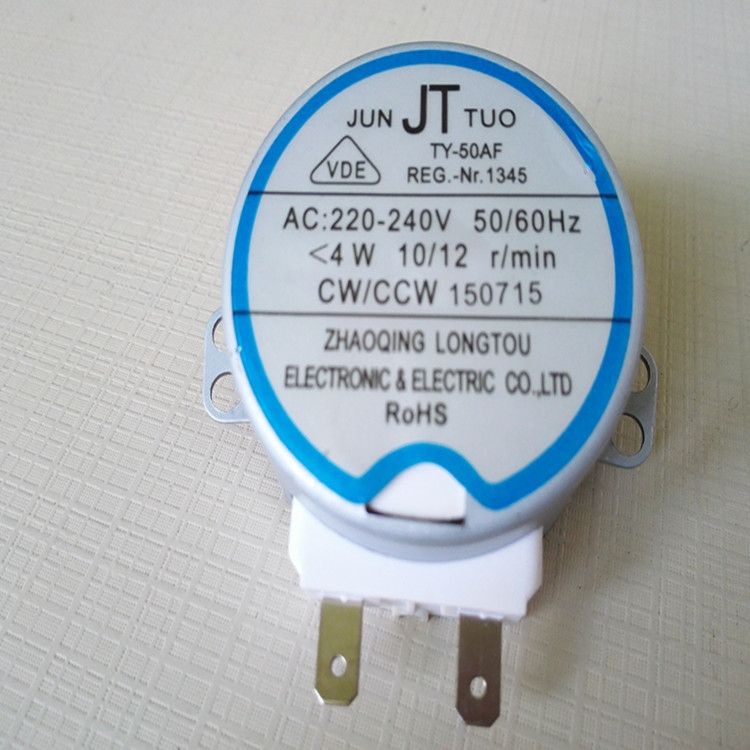 JUN JT TUO
TY-50AF
VDE REG.-Nr.1345
AC:220-240V 50/60Hz
<4W 10/12 r/min
CW/CCW 150715
ZHAOQING LONGTOU
ELECTRONIC & ELECTRIC CO.,LTD
RoHS